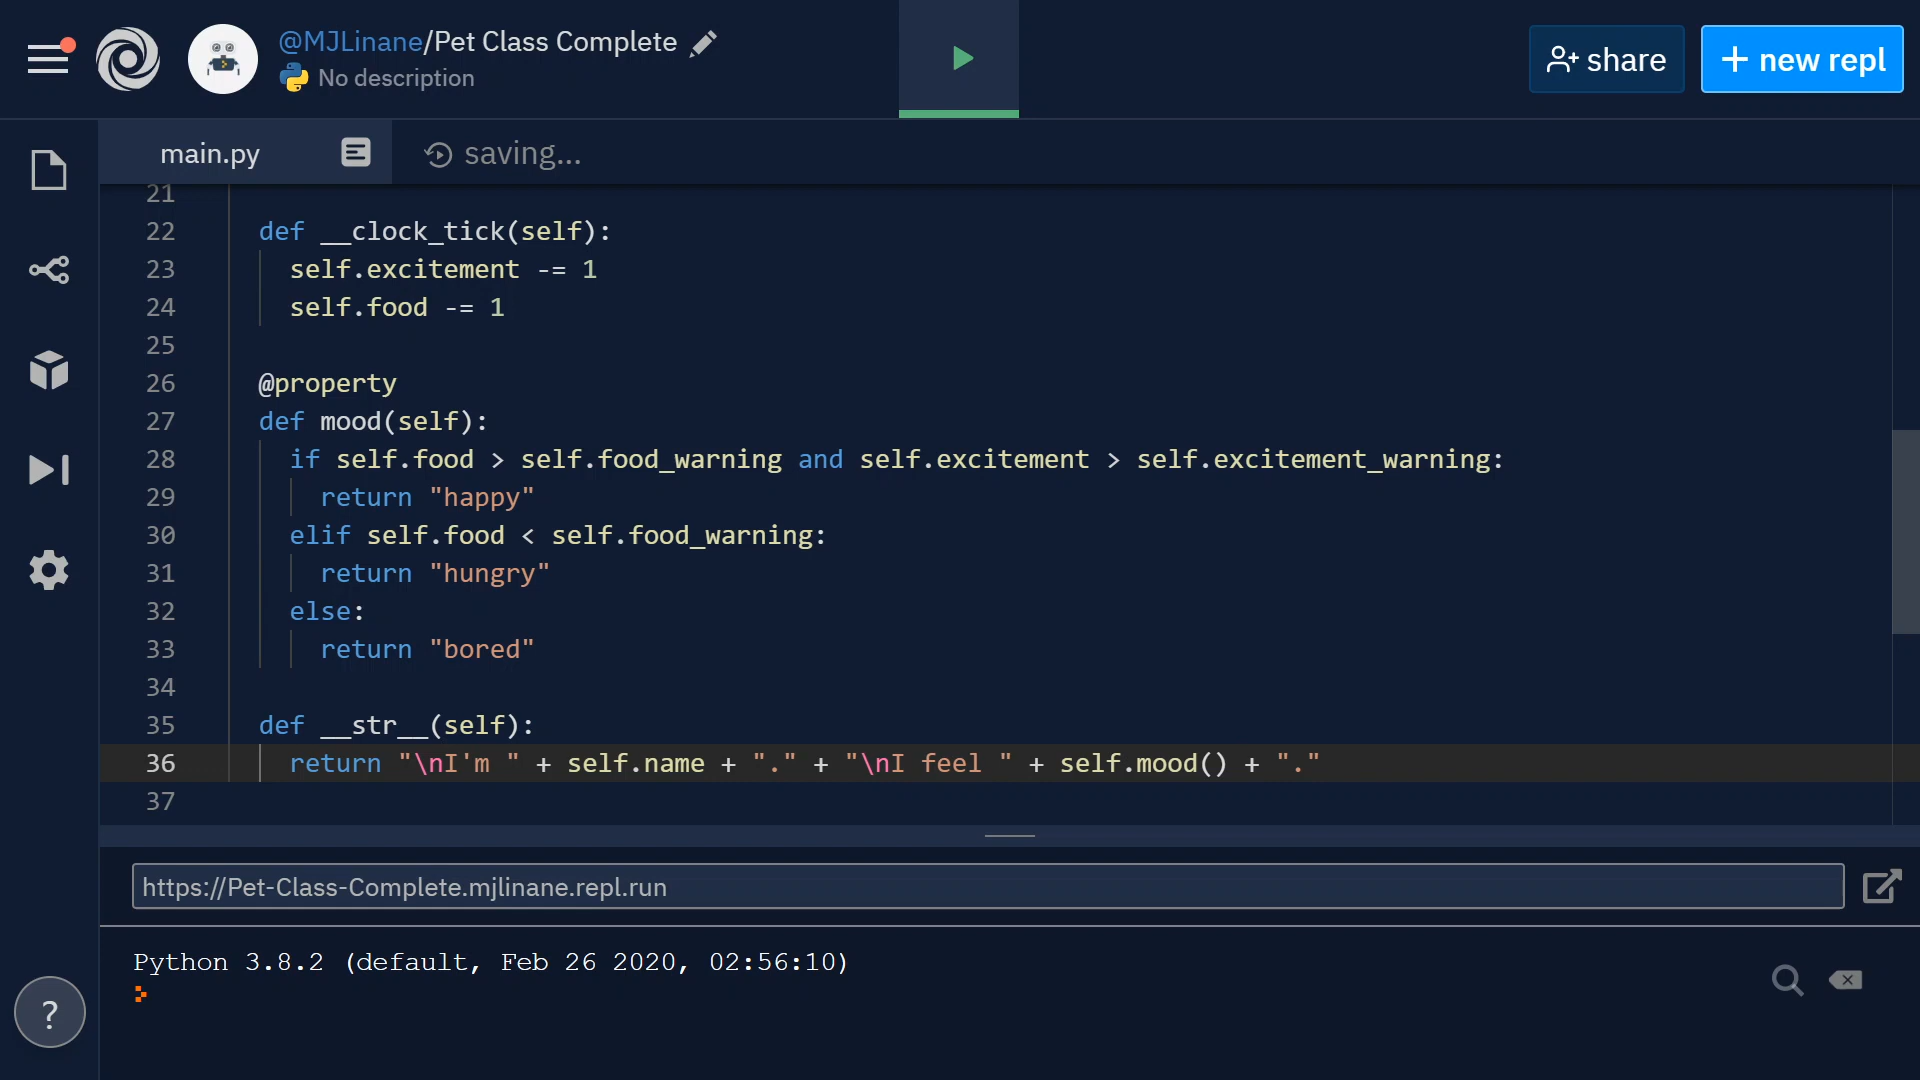 @MJLinane/Pet Class Complete
No description
share
+ new repl
main.py
saving...
21
22 def __clock_tick(self):
23 self.excitement -= 1
24 self.food -= 1
25
26 @property
27 def mood(self):
28 if self.food > self.food_warning and self.excitement > self.excitement_warning:
29 return "happy"
30 elif self.food < self.food_warning:
31 return "hungry"
32 else:
33 return "bored"
34
35 def __str__(self):
36 return "\nI'm " + self.name + "." + "\nI feel " + self.mood() + "."
37
https://Pet-Class-Complete.mjlinane.repl.run
Python 3.8.2 (default, Feb 26 2020, 02:56:10)
?